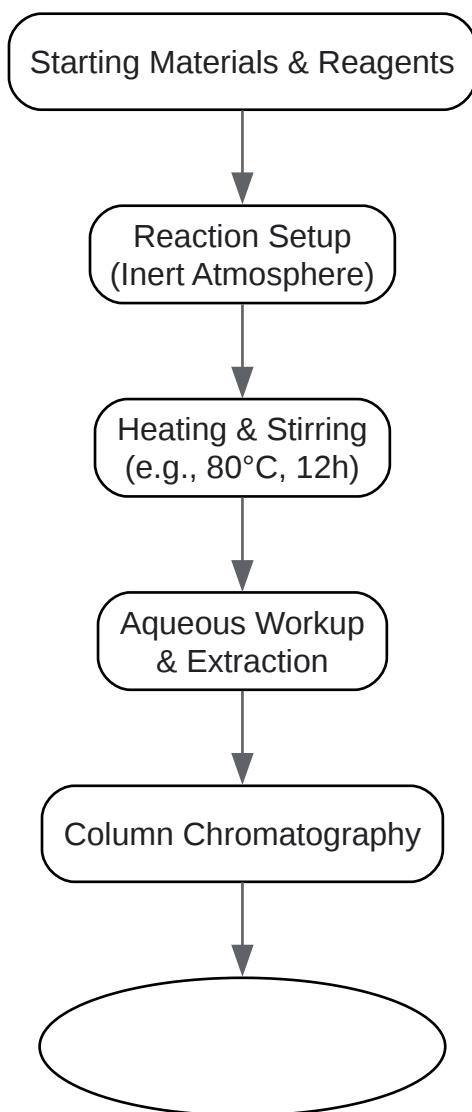 Starting Materials & Reagents
Reaction Setup
(Inert Atmosphere)
Heating & Stirring
(e.g., 80°C, 12h)
Aqueous Workup
& Extraction
Column Chromatography